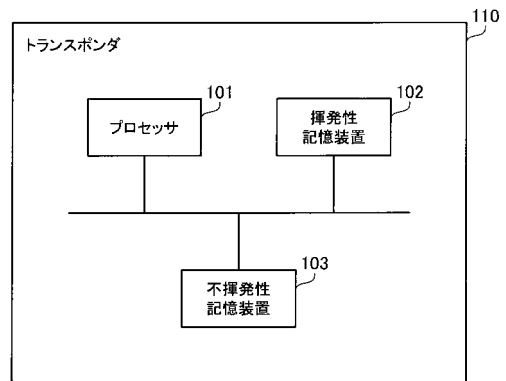 110
トランスポンダ
101
プロセッサ
102
揮発性
記憶装置
103
不揮発性
記憶装置